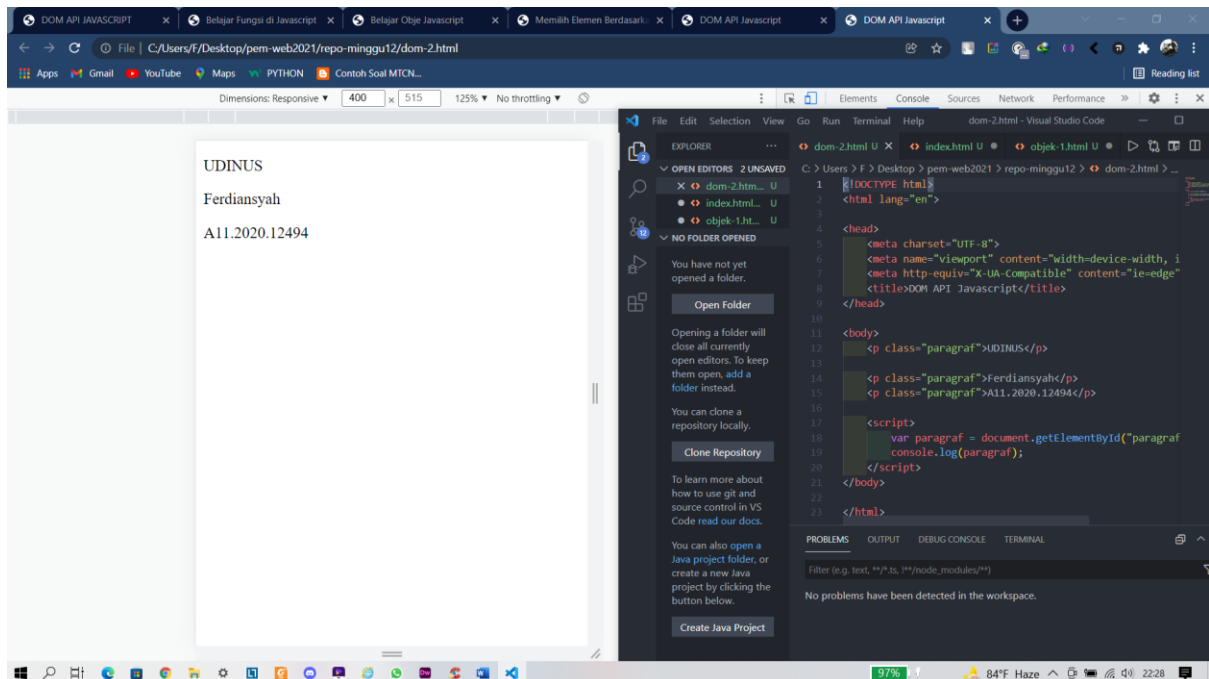 DOM API JAVASCRIPT
Belajar Fungsi di Javascript
Belajar Obje Javascript
Memilih Elemen Berdasarka
DOM API Javascript
DOM API Javascript
File | C:/Users/F/Desktop/pem-web2021/repo-minggu12/dom-2.html
Apps Gmail YouTube Maps PYTHON Contoh Soal MTCN... Reading list
Dimensions: Responsive ▼ 400 x 515 125% ▼ No throttling ▼
Elements Console Sources Network Performance »
UDINUS
Ferdiansyah
A11.2020.12494
File Edit Selection View Go Run Terminal Help dom-2.html - Visual Studio Code
EXPLORER ...
OPEN EDITORS 2 UNSAVED
dom-2.htm... U
index.html... U
objek-1.ht... U
NO FOLDER OPENED
You have not yet
opened a folder.
Open Folder
Opening a folder will
close all currently
open editors. To keep
them open, add a
folder instead.
You can clone a
repository locally.
Clone Repository
To learn more about
how to use git and
source control in VS
Code read our docs.
You can also open a
Java project folder, or
create a new Java
project by clicking the
button below.
Create Java Project
2
12
dom-2.html U index.html U objek-1.html U
C: > Users > F > Desktop > pem-web2021 > repo-minggu12 > dom-2.html > ...
1 <!DOCTYPE html>
2 <html lang="en">
3
4 <head>
5 <meta charset="UTF-8">
6 <meta name="viewport" content="width=device-width, i
7 <meta http-equiv="X-UA-Compatible" content="ie=edge"
8 <title>DOM API Javascript</title>
9 </head>
10
11 <body>
12 <p class="paragraf">UDINUS</p>
13
14 <p class="paragraf">Ferdiansyah</p>
15 <p class="paragraf">A11.2020.12494</p>
16
17 <script>
18 var paragraf = document.getElementById("paragraf
19 console.log(paragraf);
20 </script>
21 </body>
22
23 </html>
PROBLEMS OUTPUT DEBUG CONSOLE TERMINAL
Filter (e.g. text, **/*.ts, !**/node_modules/**)
No problems have been detected in the workspace.
97% 84°F Haze 22:28